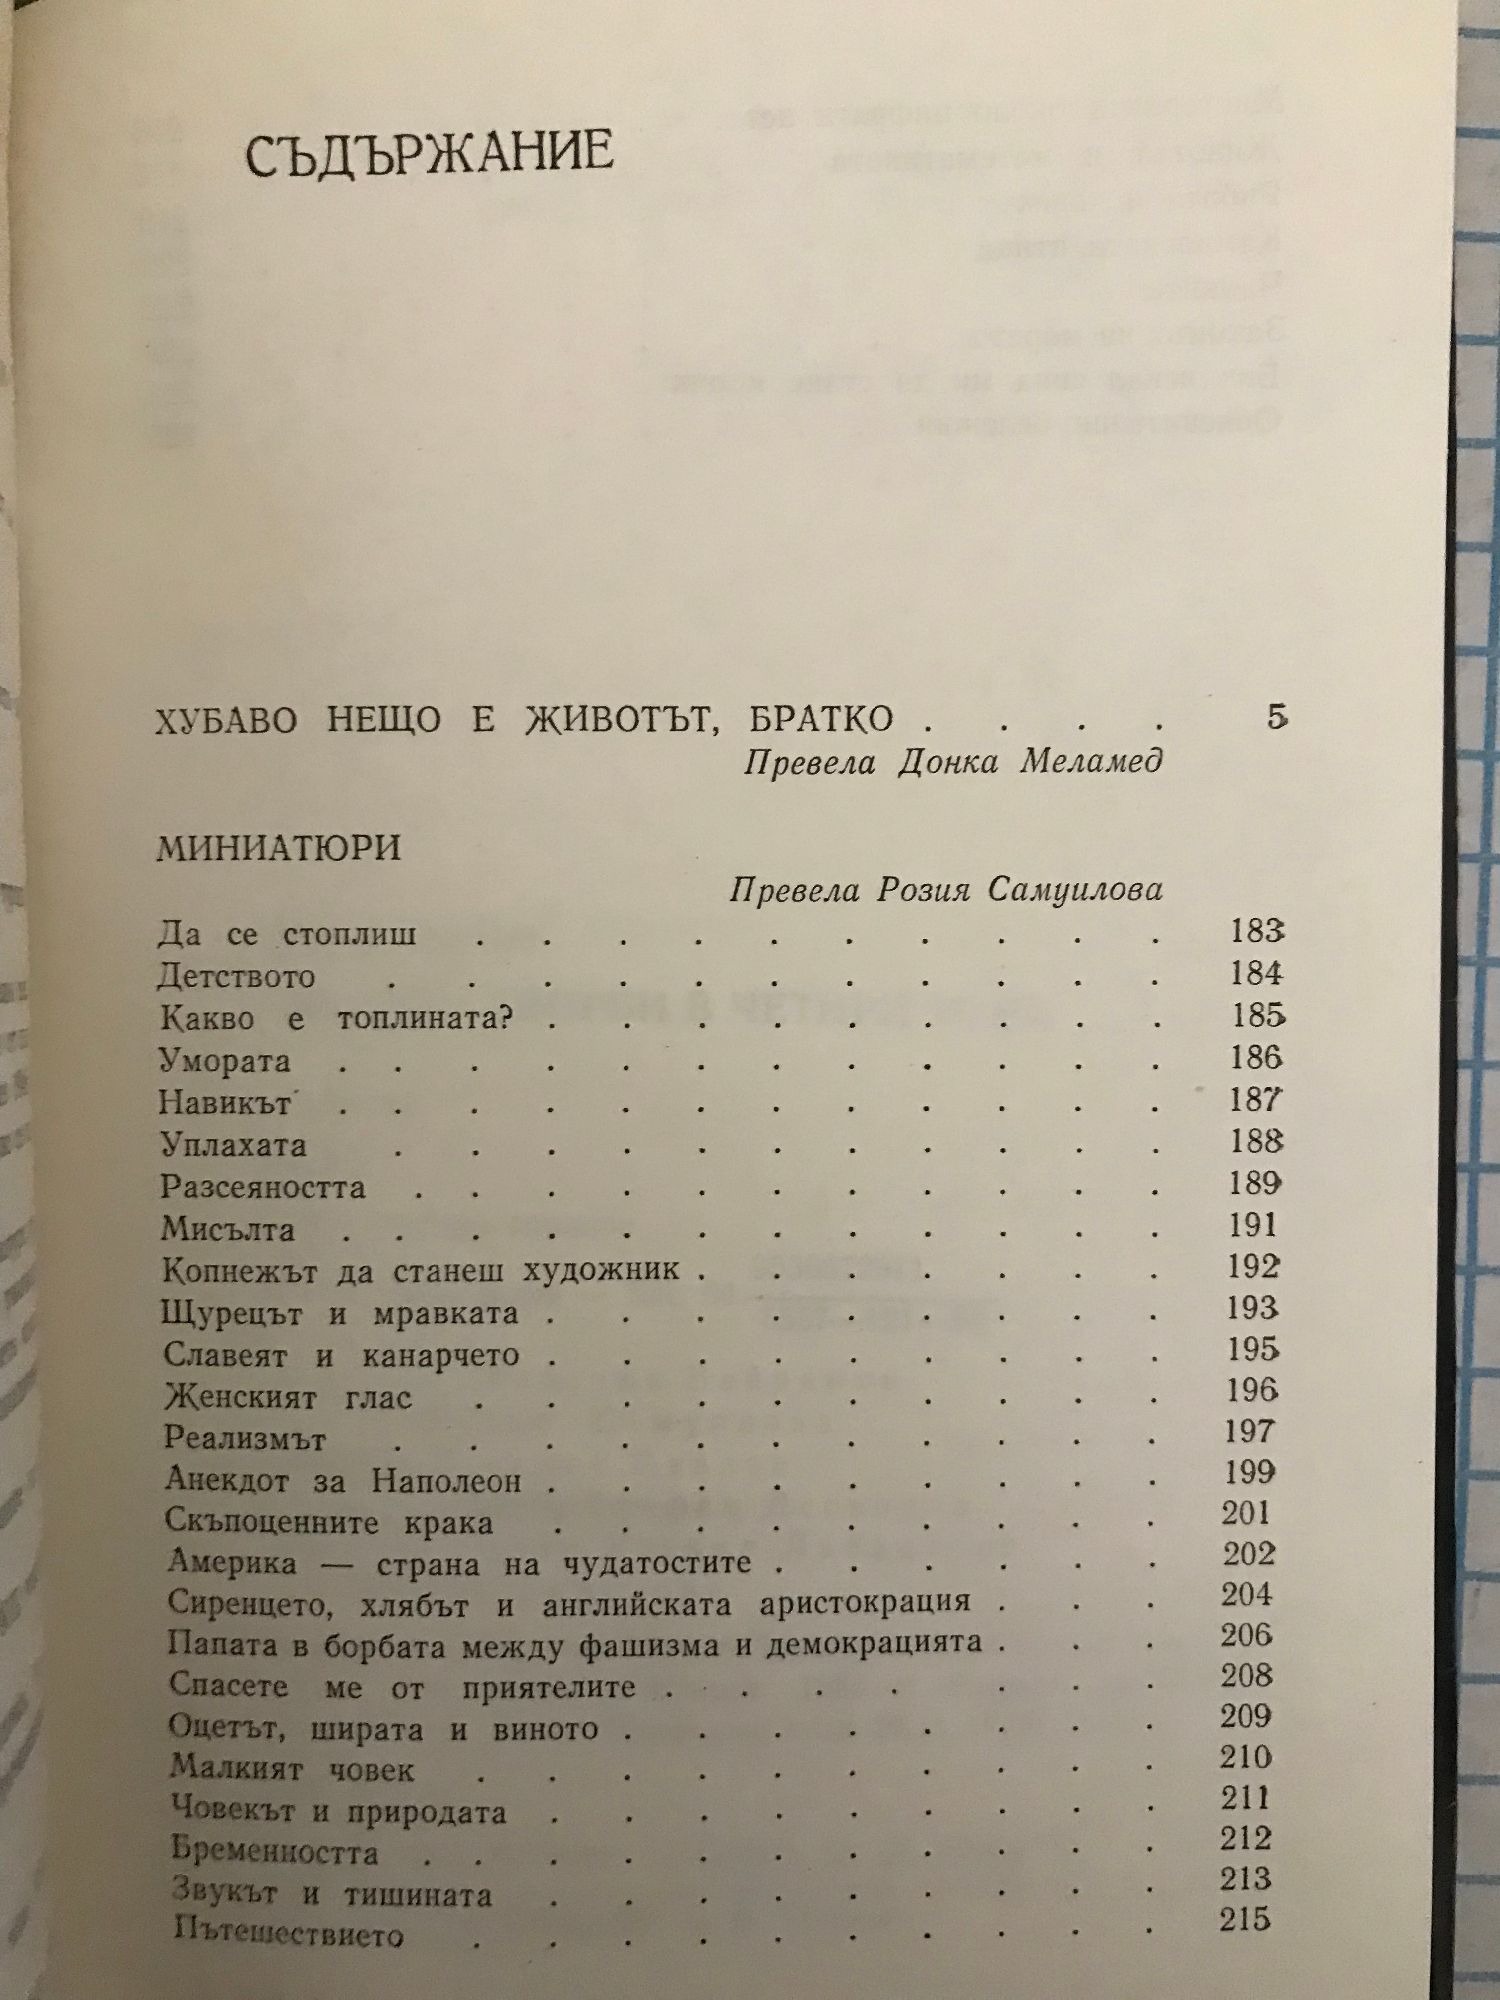 СЪДЪРЖАНИЕ
ХУБАВО НЕЩО Е ЖИВОТЪТ, БРАТКО . . . . 5
Превела Донка Меламед
МИНИАТЮРИ
Превела Розия Самуилова
Да се стоплиш . . . . . . . . . . 183
Детството . . . . . . . . . . . 184
Какво е топлината? . . . . . . . . . 185
Умората . . . . . . . . . . . . 186
Навикът . . . . . . . . . . . . 187
Уплахата . . . . . . . . . . . 188
Разсеяността . . . . . . . . . . . 189
Мисълта . . . . . . . . . . . . 191
Копнежът да станеш художник . . . . . . . 192
Щурецът и мравката . . . . . . . . . 193
Славеят и канарчето . . . . . . . . . 195
Женският глас . . . . . . . . . . 196
Реализмът . . . . . . . . . . . 197
Анекдот за Наполеон . . . . . . . . . 199
Скъпоценните крака . . . . . . . . . 201
Америка — страна на чудатостите . . . . . . 202
Сиренцето, хлябът и английската аристокрация . . . 204
Папата в борбата между фашизма и демокрацията . . . 206
Спасете ме от приятелите . . . . . . . 208
Оцетът, ширата и виното . . . . . . . . 209
Малкият човек . . . . . . . . . . 210
Човекът и природата . . . . . . . . . 211
Бременността . . . . . . . . . . . 212
Звукът и тишината . . . . . . . . . 213
Пътешествието . . . . . . . . . . 215